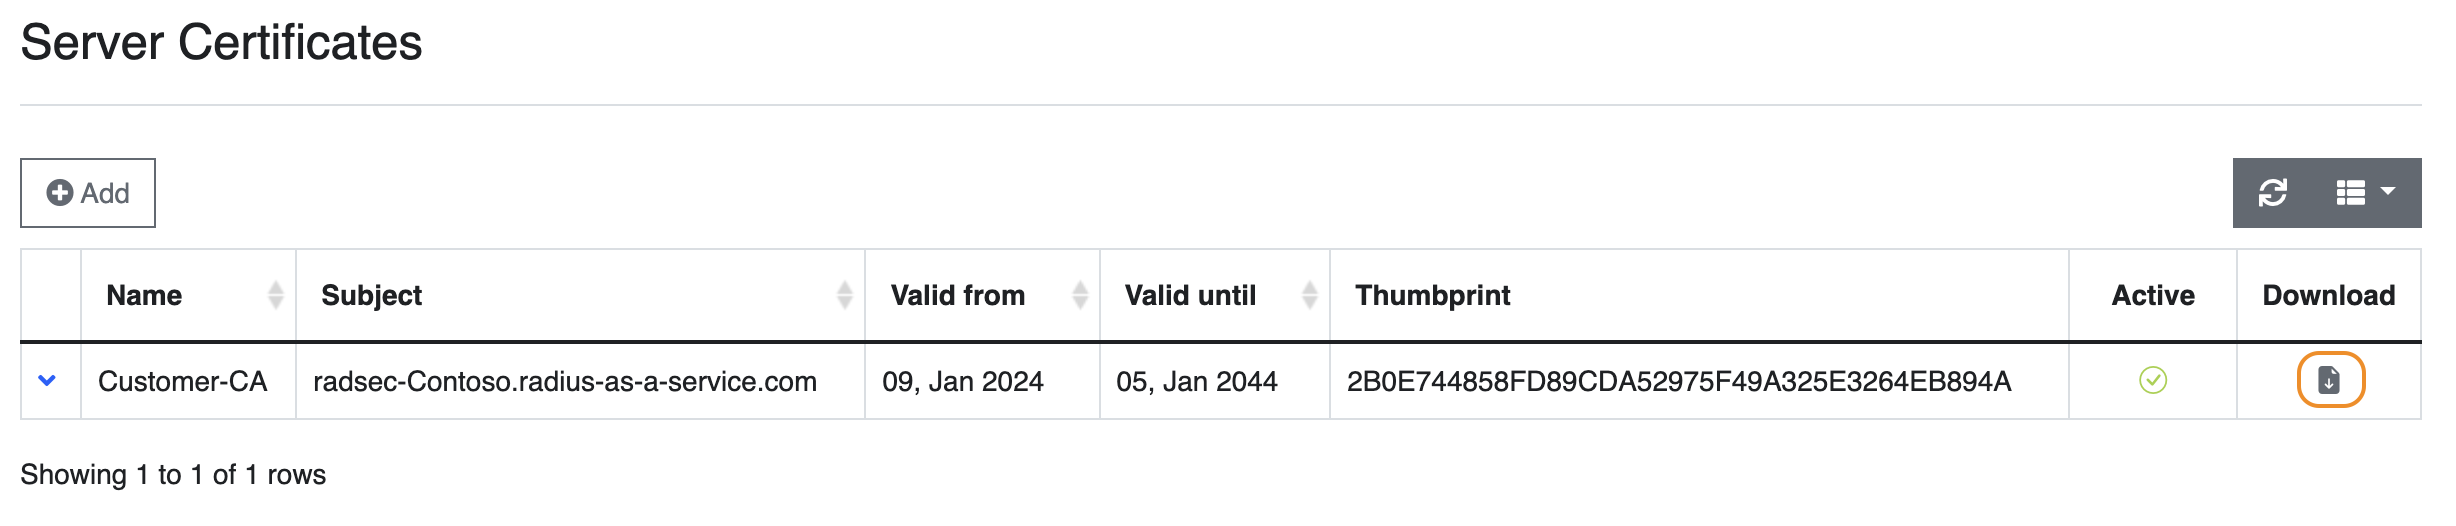 Server Certificates
Add
Name Subject Valid from Valid until Thumbprint Active Download
Customer-CA radsec-Contoso.radius-as-a-service.com 09, Jan 2024 05, Jan 2044 2B0E744858FD89CDA52975F49A325E3264EB894A
Showing 1 to 1 of 1 rows